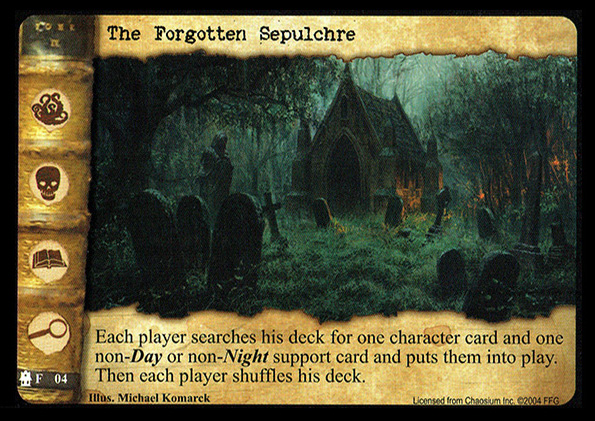 The Forgotten Sepulchre
Each player searches his deck for one character card and one
non-Day or non-Night support card and puts them into play.
Then each player shuffles his deck.
F 04
Illus. Michael Komarck
Licensed from Chaosium Inc. ©2004 FFG